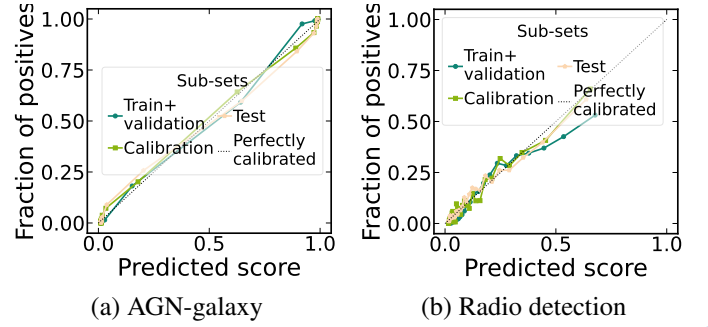 Fraction of positives
1.00
0.75
0.50
0.25
0.00
Sub-sets
Train+
validation
Test
Calibration
Perfectly
calibrated
0.0
0.5
1.0
Predicted score
(a) AGN-galaxy
Fraction of positives
1.00
0.75
0.50
0.25
0.00
Sub-sets
Train+
validation
Test
Calibration
Perfectly
calibrated
0.0
0.5
1.0
Predicted score
(b) Radio detection